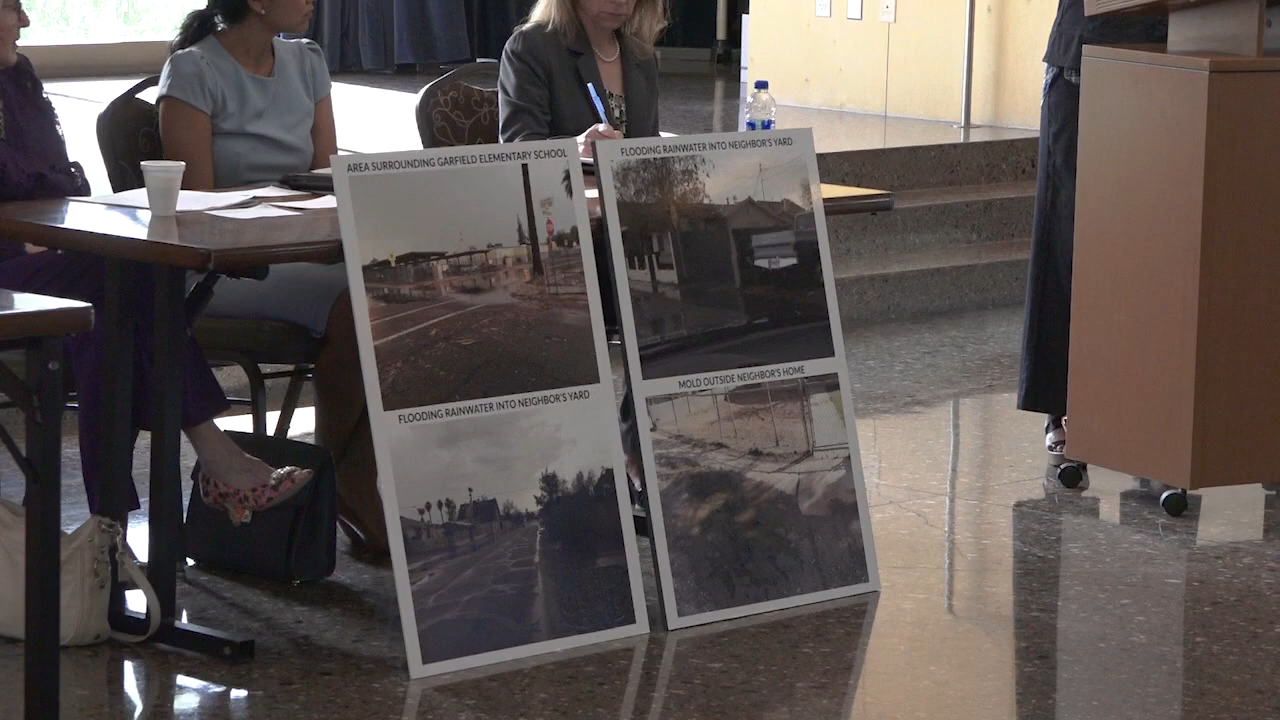 AREA SURROUNDING GARFIELD ELEMENTARY SCHOOL
FLOODING RAINWATER INTO NEIGHBOR'S YARD
FLOODING RAINWATER INTO NEIGHBOR'S YARD
MOLD OUTSIDE NEIGHBOR'S HOME